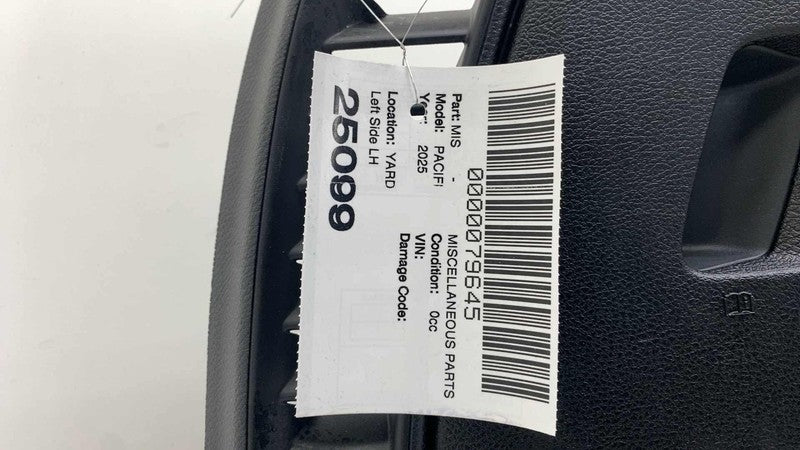 0000079645
Part: MIS - MISCELLANEOUS PARTS
Model: PACIFI Condition: 0cc
Year: 2025 VIN:
Damage Code:
Location: YARD
Left Side LH
25099